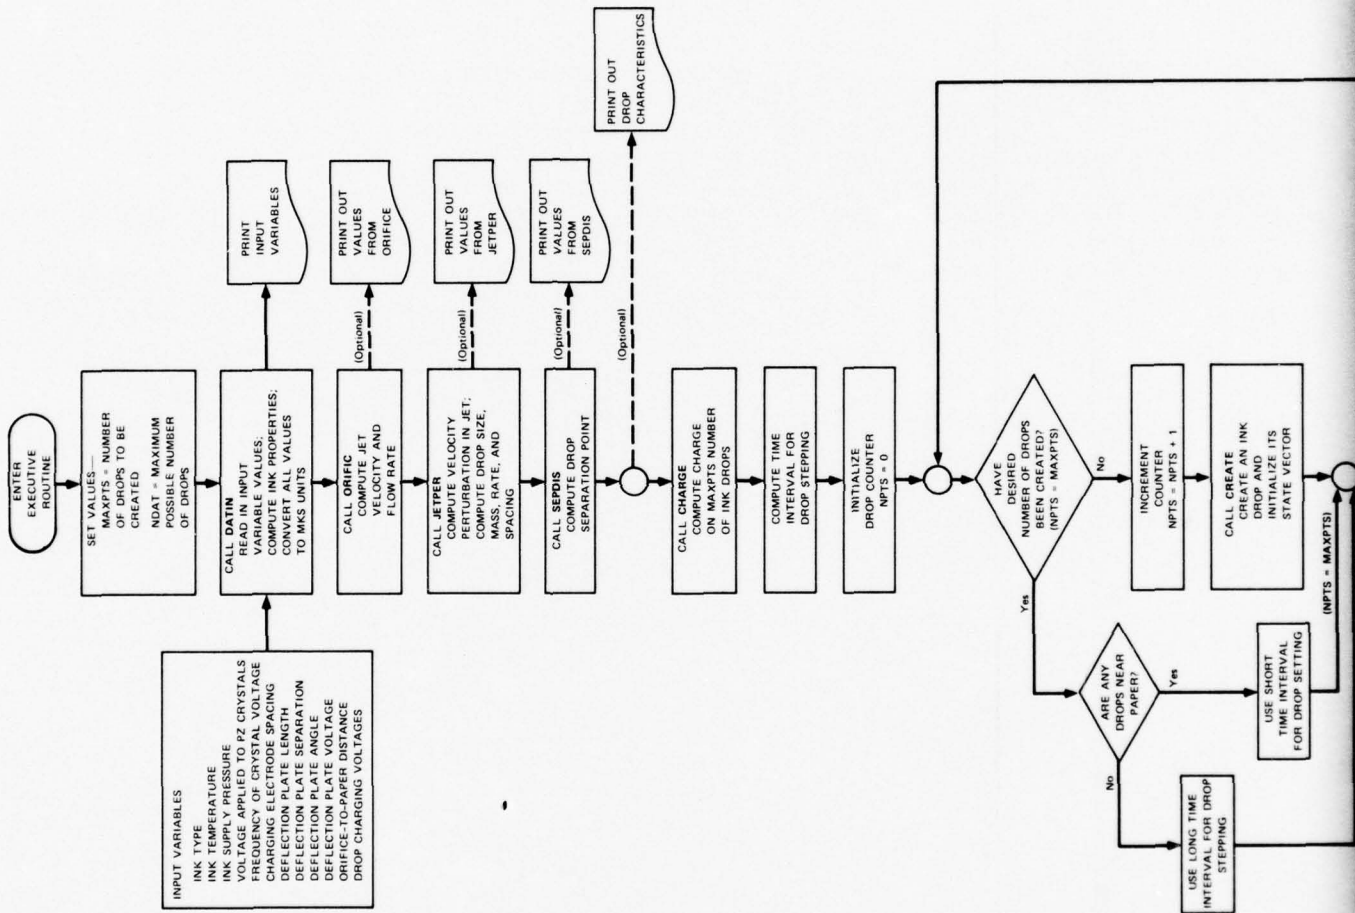 ENTER
EXECUTIVE
ROUTINE
SET VALUES—
MAXPTS = NUMBER
OF DROPS TO BE
CREATED
NDAT = MAXIMUM
POSSIBLE NUMBER
OF DROPS
INPUT VARIABLES
INK TYPE
INK TEMPERATURE
INK SUPPLY PRESSURE
VOLTAGE APPLIED TO PZ CRYSTALS
FREQUENCY OF CRYSTAL VOLTAGE
CHARGING ELECTRODE SPACING
DEFLECTION PLATE LENGTH
DEFLECTION PLATE SEPARATION
DEFLECTION PLATE ANGLE
DEFLECTION PLATE VOLTAGE
ORIFICE-TO-PAPER DISTANCE
DROP CHARGING VOLTAGES
CALL DATIN
READ IN INPUT
VARIABLE VALUES;
COMPUTE INK PROPERTIES;
CONVERT ALL VALUES
TO MKS UNITS
PRINT
INPUT
VARIABLES
CALL ORIFIC
COMPUTE JET
VELOCITY AND
FLOW RATE
(Optional)
PRINT OUT
VALUES
FROM
ORIFICE
CALL JETPER
COMPUTE VELOCITY
PERTURBATION IN JET;
COMPUTE DROP SIZE,
MASS, RATE, AND
SPACING
(Optional)
PRINT OUT
VALUES
FROM
JETPER
CALL SEPDIS
COMPUTE DROP
SEPARATION POINT
(Optional)
PRINT OUT
VALUES
FROM
SEPDIS
(Optional)
PRINT OUT
DROP
CHARACTERISTICS
CALL CHARGE
COMPUTE CHARGE
ON MAXPTS NUMBER
OF INK DROPS
COMPUTE TIME
INTERVAL FOR
DROP STEPPING
INITIALIZE
DROP COUNTER
NPTS = 0
HAVE
DESIRED
NUMBER OF DROPS
BEEN CREATED?
(NPTS = MAXPTS)
Yes
No
ARE ANY
DROPS NEAR
PAPER?
No
Yes
INCREMENT
COUNTER
NPTS = NPTS + 1
CALL CREATE
CREATE AN INK
DROP AND
INITIALIZE ITS
STATE VECTOR
USE LONG TIME
INTERVAL FOR DROP
STEPPING
USE SHORT
TIME INTERVAL
FOR DROP SETTING
(NPTS = MAXPTS)